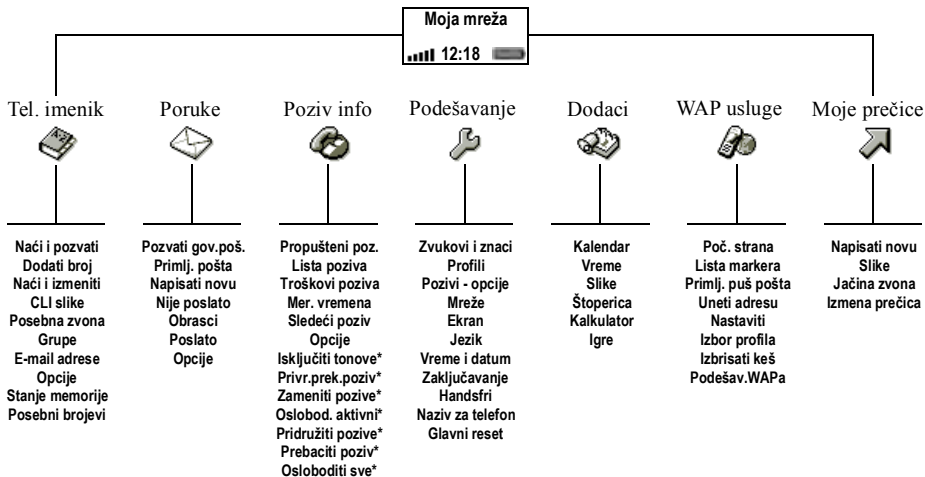 Moja mreža
12:18
Tel. imenik
Poruke
Poziv info
Podešavanje
Dodaci
WAP usluge
Moje prečice
Naći i pozvati
Dodati broj
Naći i izmeniti
CLI slike
Posebna zvona
Grupe
E-mail adrese
Opcije
Stanje memorije
Posebni brojevi
Pozvati gov.poš.
Primlj. pošta
Napisati novu
Nije poslato
Obrasci
Poslato
Opcije
Propušteni poz.
Lista poziva
Troškovi poziva
Mer. vremena
Sledeći poziv
Opcije
Isključiti tonove*
Privr.prek.poziv*
Zameniti pozive*
Oslobod. aktivni*
Pridružiti pozive*
Prebaciti poziv*
Osloboditi sve*
Zvukovi i znaci
Profili
Pozivi - opcije
Mreže
Ekran
Jezik
Vreme i datum
Zaključavanje
Handsfri
Naziv za telefon
Glavni reset
Kalendar
Vreme
Slike
Štoperica
Kalkulator
Igre
Poč. strana
Lista markera
Primlj. puš pošta
Uneti adresu
Nastaviti
Izbor profila
Izbrisati keš
Podešav.WAPa
Napisati novu
Slike
Jačina zvona
Izmena prečica